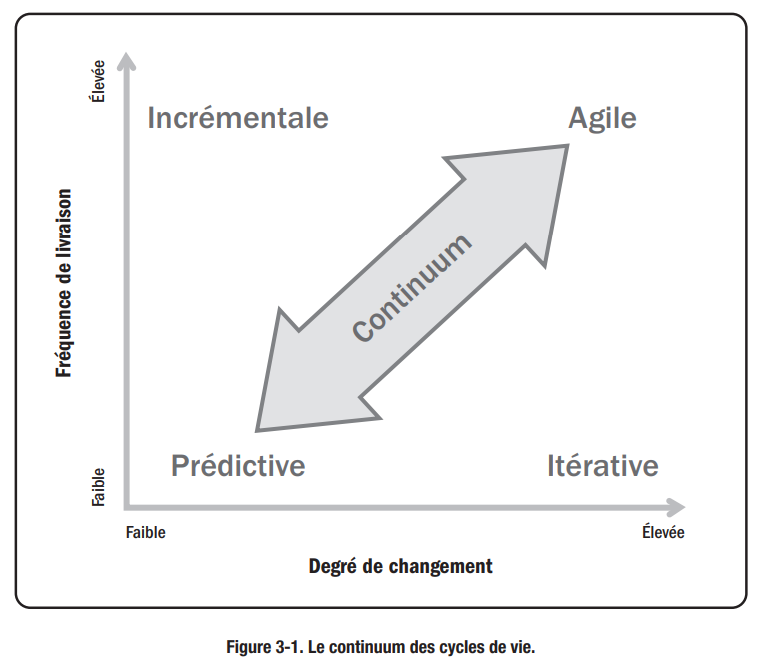 Élevée
Incrémentale
Agile
Fréquence de livraison
Continuum
Prédictive
Itérative
Faible
Faible
Élevée
Degré de changement
Figure 3-1. Le continuum des cycles de vie.